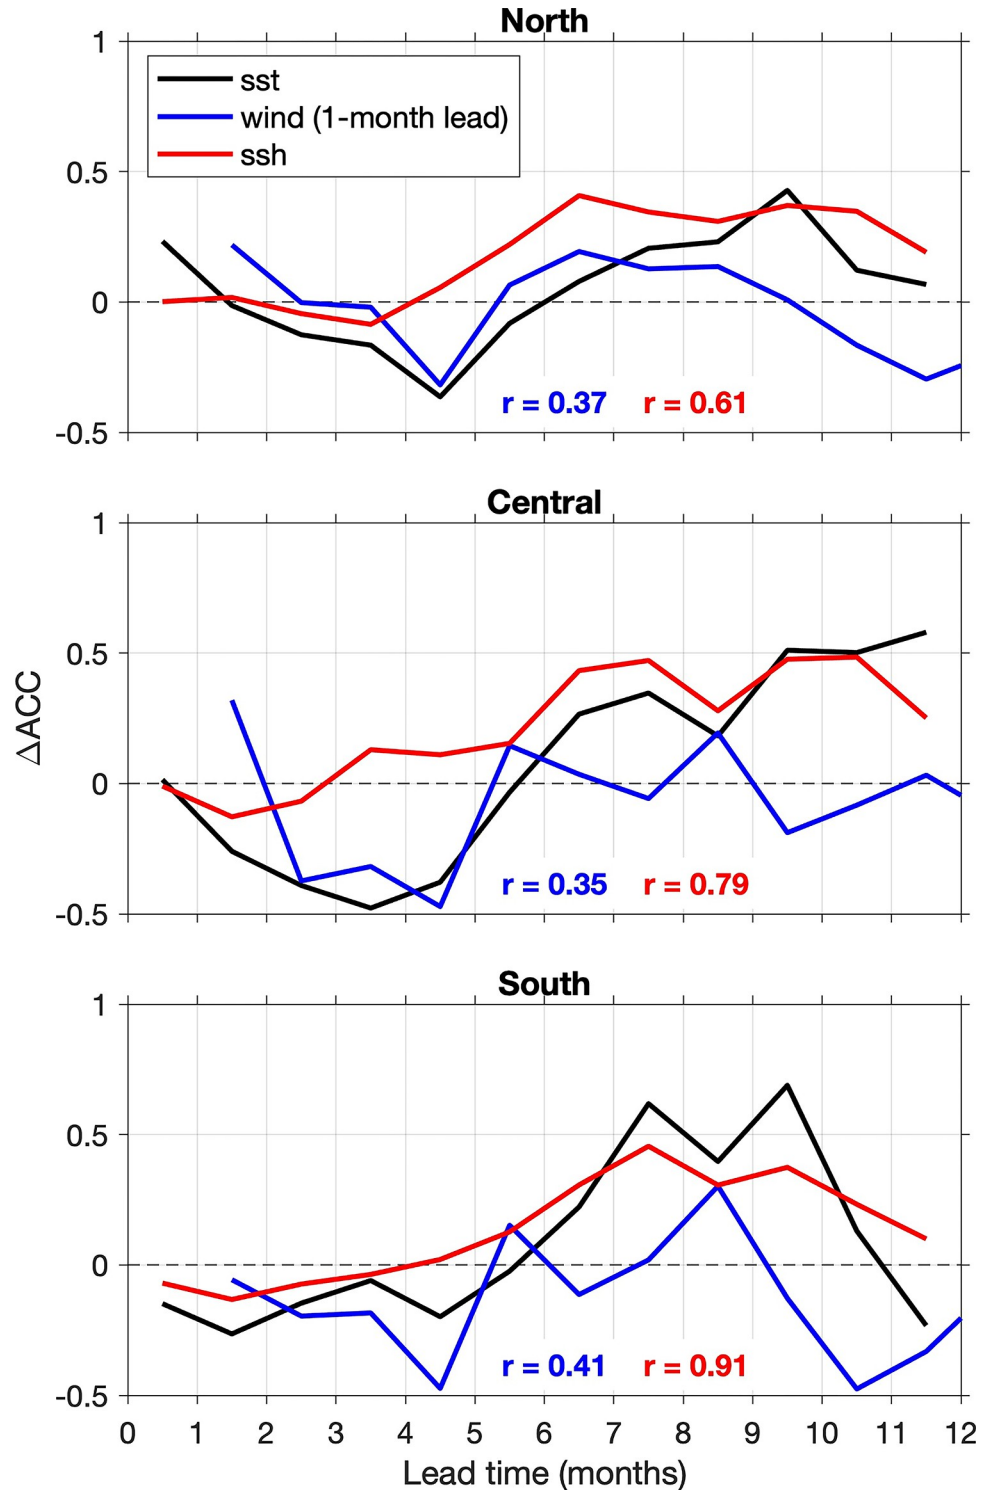 North
1
sst
wind (1-month lead)
ssh
0.5
0
r = 0.37 r = 0.61
-0.5
Central
1
0.5
ΔACC
0
r = 0.35 r = 0.79
-0.5
South
1
0.5
0
r = 0.41 r = 0.91
-0.5
0 1 2 3 4 5 6 7 8 9 10 11 12
Lead time (months)